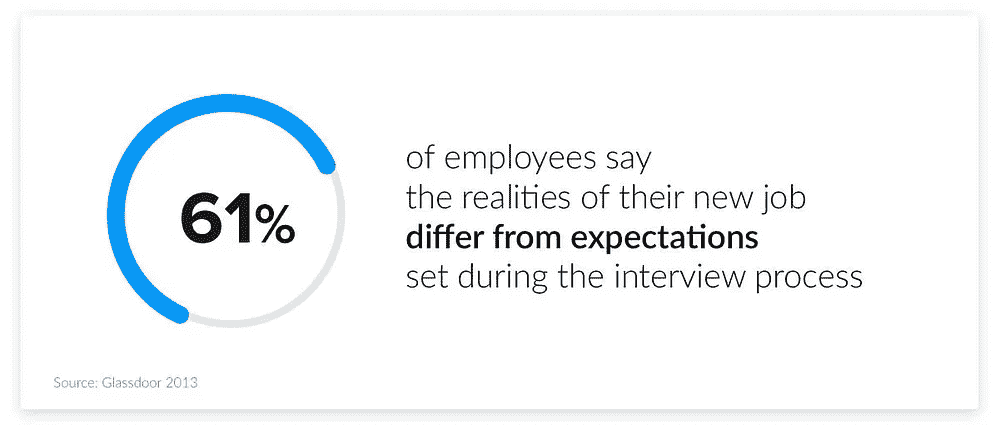 61%
of employees say
the realities of their new job
differ from expectations
set during the interview process
Source: Glassdoor 2013